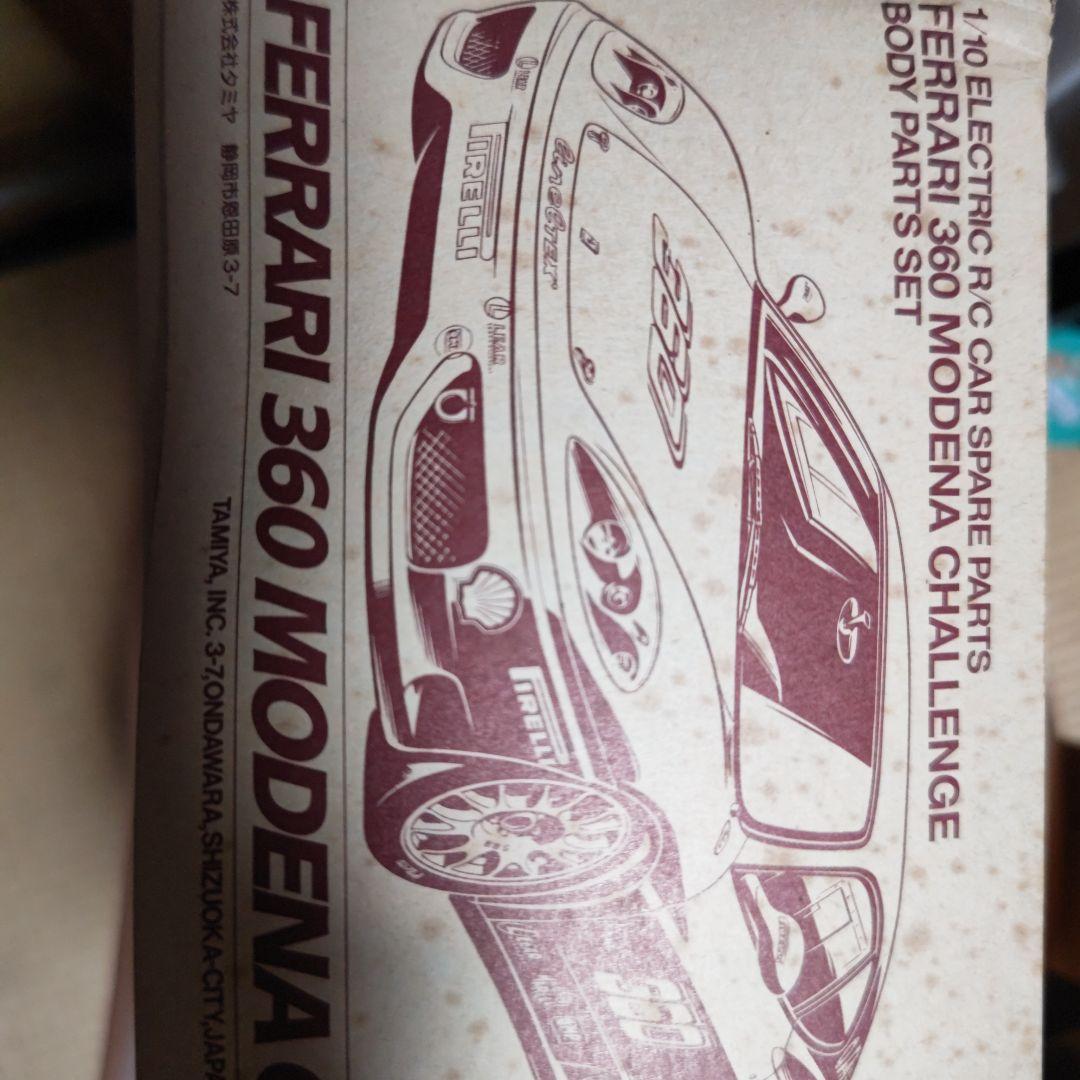 1/10 ELECTRIC R/C CAR SPARE PARTS
FERRARI 360 MODENA CHALLENGE
BODY PARTS SET
PIRELLI
LEAR
PIRELLI
360
FERRARI 360 MODENA C
株式会社タミヤ 静岡市恩田原3-7
TAMIYA, INC. 3-7,ONDAWARA,SHIZUOKA-CITY,JAPA